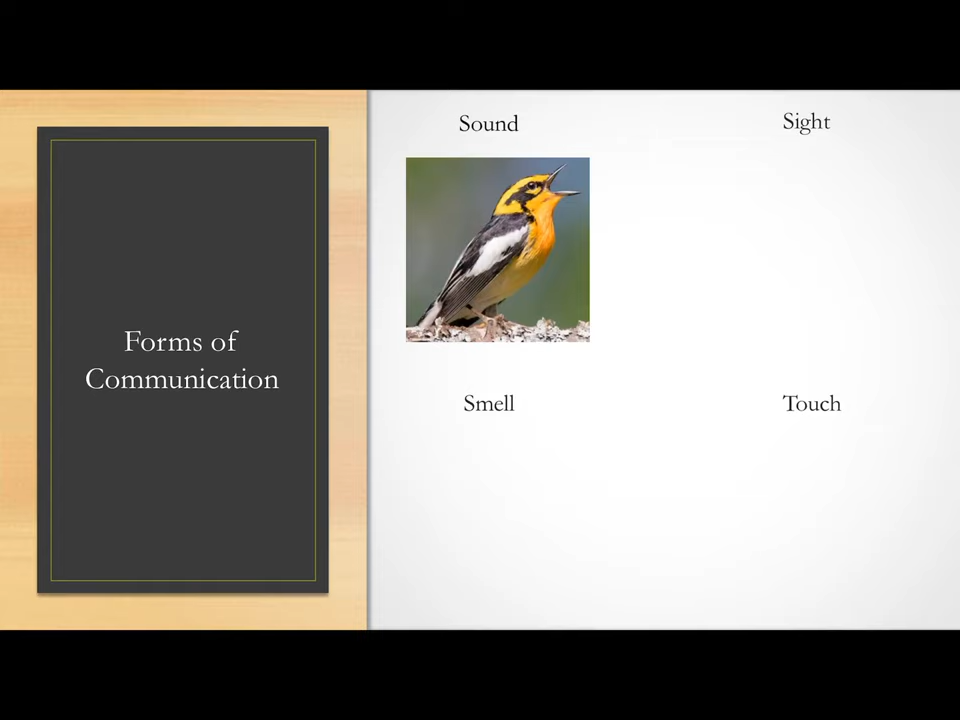 Forms of
Communication
Sound
Sight
Smell
Touch